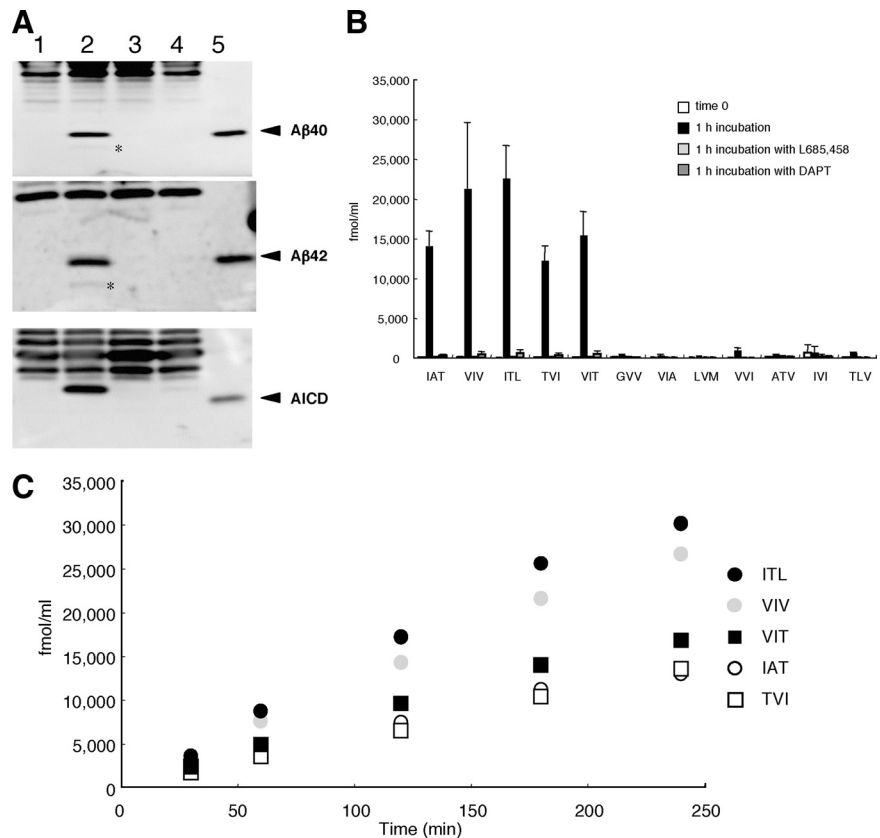 A
1 2 3 4 5
Aβ40
*
Aβ42
*
AICD
B
35,000
30,000
25,000
20,000
15,000
10,000
5,000
0
fmol/ml
time 0
1 h incubation
1 h incubation with L685,458
1 h incubation with DAPT
IAT VIV ITL TVI VIT GVV VIA LVM VVI ATV IVI TLV
C
35,000
30,000
25,000
20,000
15,000
10,000
5,000
0
fmol/ml
0 50 100 150 200 250
Time (min)
ITL
VIV
VIT
IAT
TVI